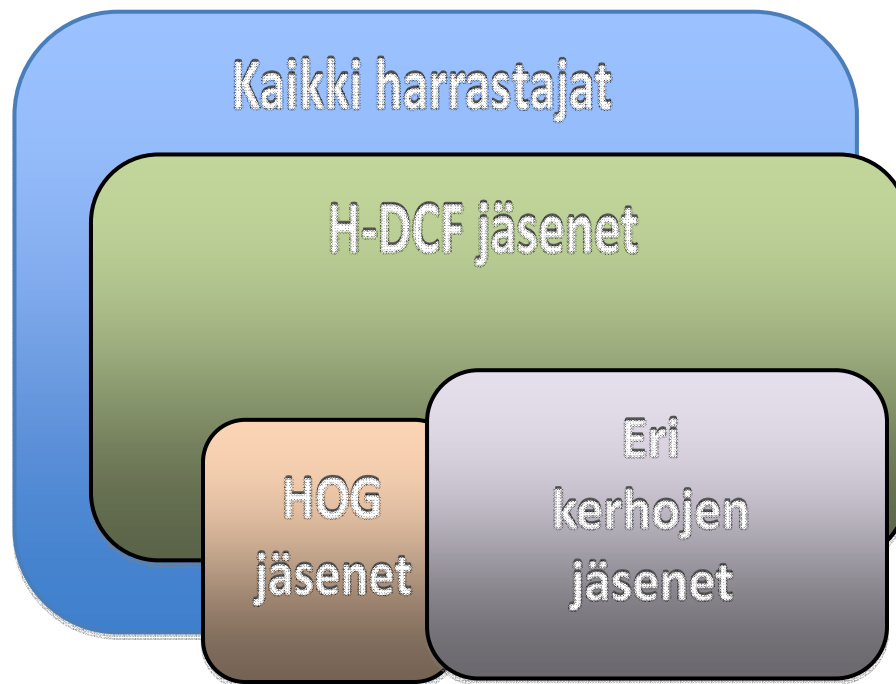 Kaikki harrastajat
H-DCF jäsenet
HOG
jäsenet
Eri
kerhojen
jäsenet